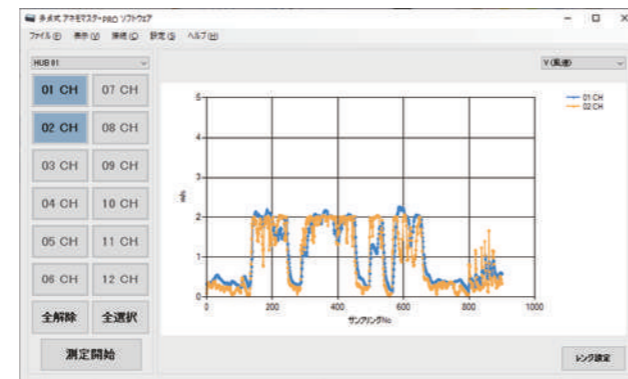 多点式 アネモマスターPRO ソフトウェア
ファイル(F) 表示(V) 接続(C) 設定(S) ヘルプ(H)
HUB 01
V (風速)
01 CH 07 CH
02 CH 08 CH
03 CH 09 CH
04 CH 10 CH
05 CH 11 CH
06 CH 12 CH
全解除 全選択
測定開始
01 CH
02 CH
5
4
3
2
1
0
m/s
0 200 400 600 800 1000
サンプリングNo
レンジ設定